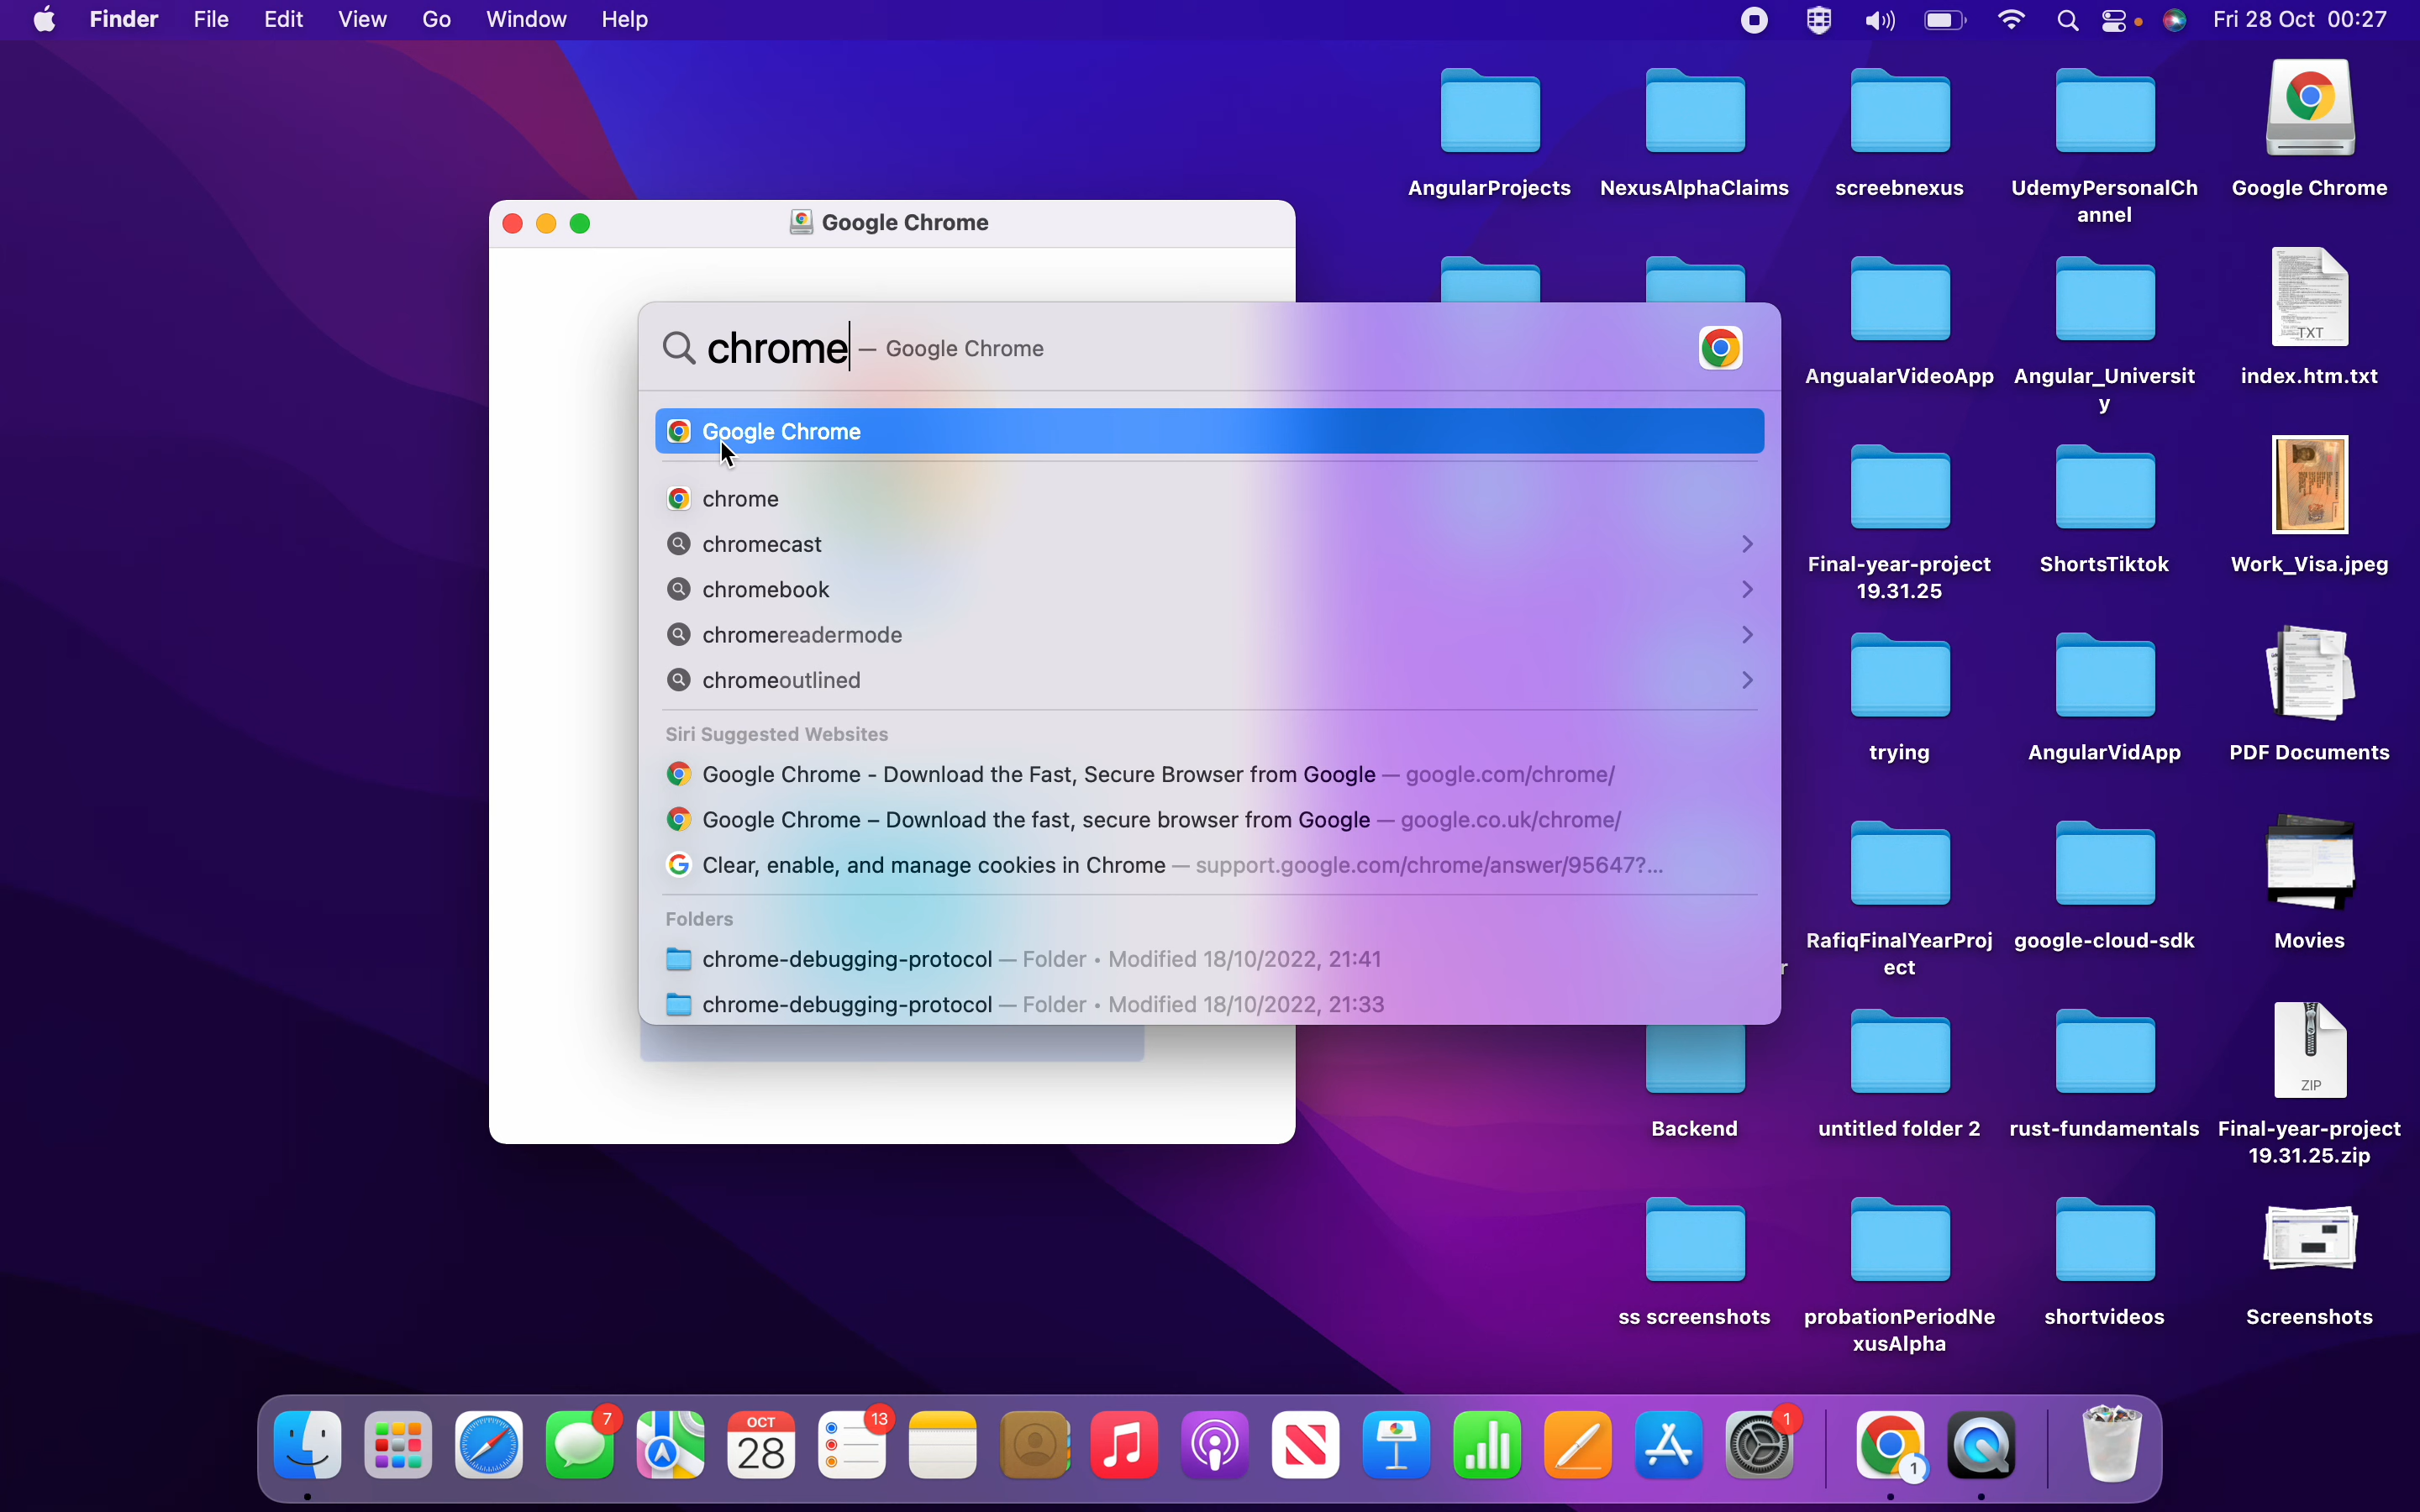 Finder File Edit View Go Window Help Fri 28 Oct 00:27
AngularProjects NexusAlphaClaims screebnexus UdemyPersonalCh Google Chrome
annel
Google Chrome
TXT
chrome — Google Chrome
AngualarVideoApp Angular_Universit index.htm.txt
y
Google Chrome
chrome
chromecast
chromebook
chromereadermode
chromeoutlined
Final-year-project ShortsTiktok Work_Visa.jpeg
19.31.25
Siri Suggested Websites
Google Chrome - Download the Fast, Secure Browser from Google — google.com/chrome/
Google Chrome – Download the fast, secure browser from Google — google.co.uk/chrome/
Clear, enable, and manage cookies in Chrome — support.google.com/chrome/answer/95647?...
trying AngularVidApp PDF Documents
Folders
chrome-debugging-protocol — Folder • Modified 18/10/2022, 21:41
chrome-debugging-protocol — Folder • Modified 18/10/2022, 21:33
RafiqFinalYearProj google-cloud-sdk Movies
ect
r
ZIP
Backend untitled folder 2 rust-fundamentals Final-year-project
19.31.25.zip
ss screenshots probationPeriodNe shortvideos Screenshots
xusAlpha
7 OCT 28 13 1 1